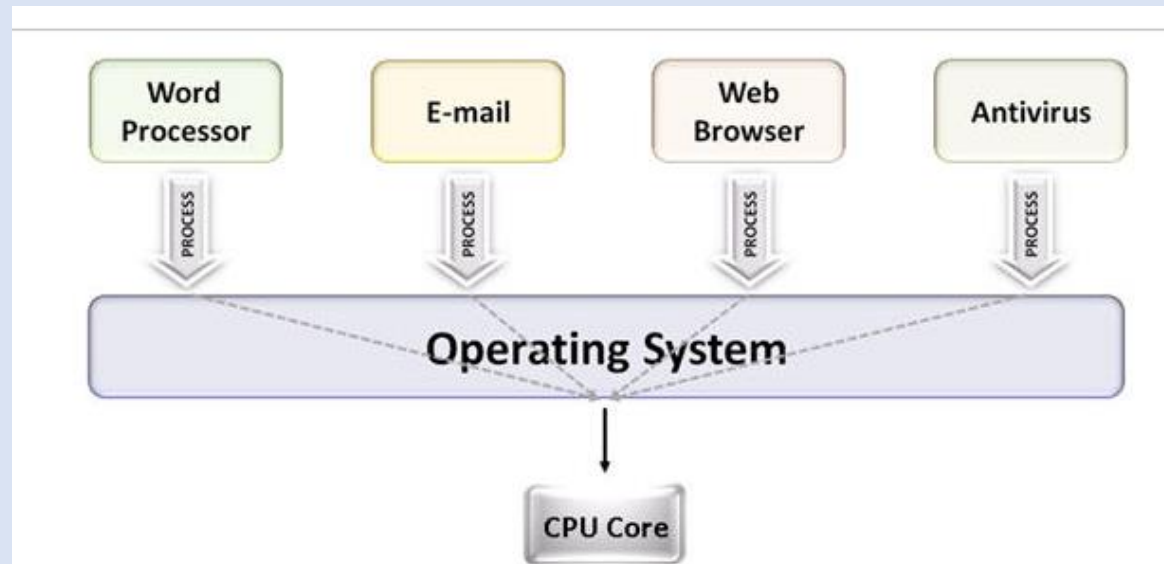 Word
Processor
E-mail
Web
Browser
Antivirus
PROCESS
PROCESS
PROCESS
PROCESS
Operating System
CPU Core